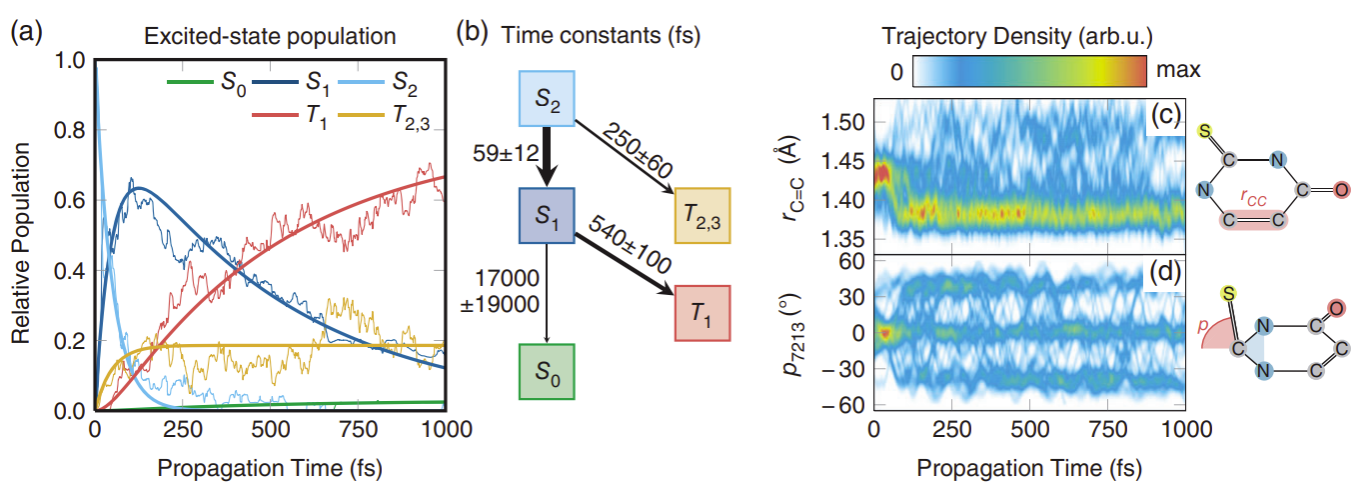 (a)
Excited-state population
Relative Population
1.0
0.8
0.6
0.4
0.2
0.0
S0 S1 S2
T1 T2,3
0 250 500 750 1000
Propagation Time (fs)
(b) Time constants (fs)
S2
59±12
250±60
S1
T2,3
540±100
17000
±19000
T1
S0
Trajectory Density (arb.u.)
0 max
(c)
rC=C (Å)
1.50
1.45
1.40
1.35
S
C
N
N
C
O
rCC
C
C
(d)
p7213 (°)
60
30
0
−30
−60
0 250 500 750 1000
Propagation Time (fs)
S
O
p
N
C
C
C
N
C